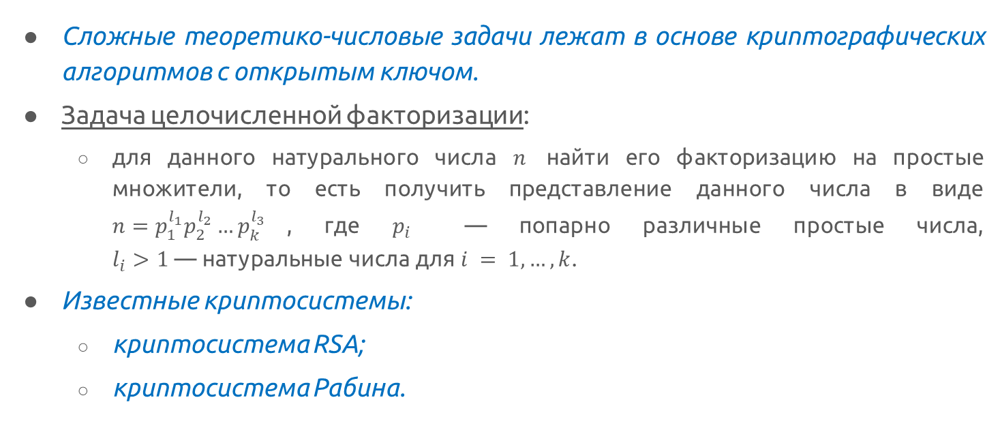 ● Сложные теоретико-числовые задачи лежат в основе криптографических
алгоритмов с открытым ключом.
● Задача целочисленной факторизации:
○ для данного натурального числа n найти его факторизацию на простые
множители, то есть получить представление данного числа в виде
n = p_1^{l_1} p_2^{l_2} … p_k^{l_3} , где p_i — попарно различные простые числа,
l_i > 1 — натуральные числа для i = 1, … , k.
● Известные криптосистемы:
○ криптосистема RSA;
○ криптосистема Рабина.